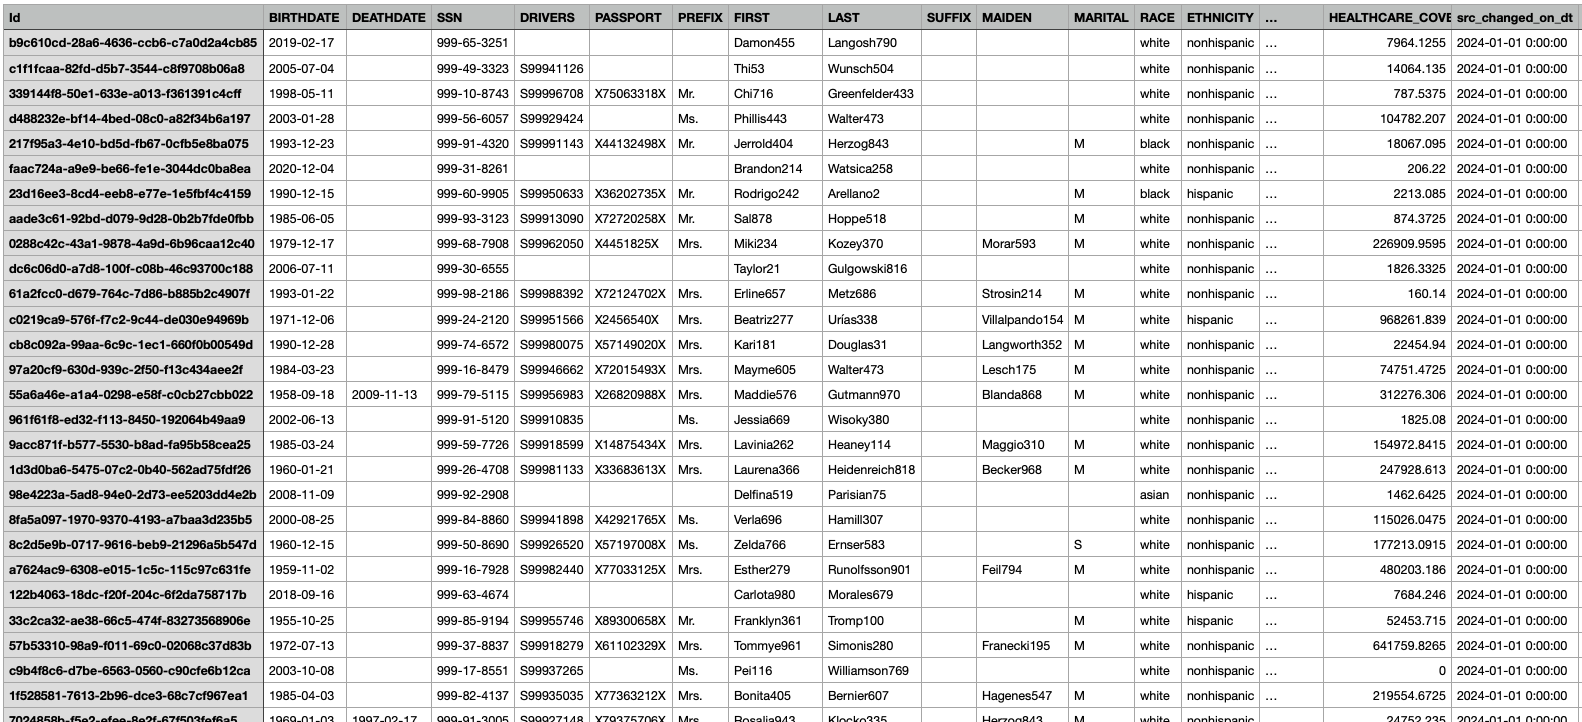 Id BIRTHDATE DEATHDATE SSN DRIVERS PASSPORT PREFIX FIRST LAST SUFFIX MAIDEN MARITAL RACE ETHNICITY ... HEALTHCARE_COVE src_changed_on_dt
b9c610cd-28a6-4636-ccb6-c7a0d2a4cb85 2019-02-17 999-65-3251 Damon455 Langosh790 white nonhispanic ... 7964.1255 2024-01-01 0:00:00
c1f1fcaa-82fd-d5b7-3544-c8f9708b06a8 2005-07-04 999-49-3323 S99941126 Thi53 Wunsch504 white nonhispanic ... 14064.135 2024-01-01 0:00:00
339144f8-50e1-633e-a013-f361391c4cff 1998-05-11 999-10-8743 S99996708 X75063318X Mr. Chi716 Greenfelder433 white nonhispanic ... 787.5375 2024-01-01 0:00:00
d488232e-bf14-4bed-08c0-a82f34b6a197 2003-01-28 999-56-6057 S99929424 Ms. Phillis443 Walter473 white nonhispanic ... 104782.207 2024-01-01 0:00:00
217f95a3-4e10-bd5d-fb67-0cfb5e8ba075 1993-12-23 999-91-4320 S99991143 X44132498X Mr. Jerrold404 Herzog843 M black nonhispanic ... 18067.095 2024-01-01 0:00:00
faac724a-a9e9-be66-fe1e-3044dc0ba8ea 2020-12-04 999-31-8261 Brandon214 Watsica258 white nonhispanic ... 206.22 2024-01-01 0:00:00
23d16ee3-8cd4-eeb8-e77e-1e5fbf4c4159 1990-12-15 999-60-9905 S99950633 X36202735X Mr. Rodrigo242 Arellano2 M black hispanic ... 2213.085 2024-01-01 0:00:00
aade3c61-92bd-d079-9d28-0b2b7fde0fbb 1985-06-05 999-93-3123 S99913090 X72720258X Mr. Sal878 Hoppe518 M white nonhispanic ... 874.3725 2024-01-01 0:00:00
0288c42c-43a1-9878-4a9d-6b96caa12c40 1979-12-17 999-68-7908 S99962050 X4451825X Mrs. Miki234 Kozey370 Morar593 M white nonhispanic ... 226909.9595 2024-01-01 0:00:00
dc6c06d0-a7d8-100f-c08b-46c93700c188 2006-07-11 999-30-6555 Taylor21 Gulgowski816 white nonhispanic ... 1826.3325 2024-01-01 0:00:00
61a2fcc0-d679-764c-7d86-b885b2c4907f 1993-01-22 999-98-2186 S99988392 X72124702X Mrs. Erline657 Metz686 Strosin214 M white nonhispanic ... 160.14 2024-01-01 0:00:00
c0219ca9-576f-f7c2-9c44-de030e94969b 1971-12-06 999-24-2120 S99951566 X2456540X Mrs. Beatriz277 Urías338 Villalpando154 M white hispanic ... 968261.839 2024-01-01 0:00:00
cb8c092a-99aa-6c9c-1ec1-660f0b00549d 1990-12-28 999-74-6572 S99980075 X57149020X Mrs. Kari181 Douglas31 Langworth352 M white nonhispanic ... 22454.94 2024-01-01 0:00:00
97a20cf9-630d-939c-2f50-f13c434aee2f 1984-03-23 999-16-8479 S99946662 X72015493X Mrs. Mayme605 Walter473 Lesch175 M white nonhispanic ... 74751.4725 2024-01-01 0:00:00
55a6a46e-a1a4-0298-e58f-c0cb27cbb022 1958-09-18 2009-11-13 999-79-5115 S99956983 X26820988X Mrs. Maddie576 Gutmann970 Blanda868 M white nonhispanic ... 312276.306 2024-01-01 0:00:00
961f61f8-ed32-f113-8450-192064b49aa9 2002-06-13 999-91-5120 S99910835 Ms. Jessia669 Wisoky380 white nonhispanic ... 1825.08 2024-01-01 0:00:00
9acc871f-b577-5530-b8ad-fa95b58cea25 1985-03-24 999-59-7726 S99918599 X14875434X Mrs. Lavinia262 Heaney114 Maggio310 M white nonhispanic ... 154972.8415 2024-01-01 0:00:00
1d3d0ba6-5475-07c2-0b40-562ad75fdf26 1960-01-21 999-26-4708 S99981133 X33683613X Mrs. Laurena366 Heidenreich818 Becker968 M white nonhispanic ... 247928.613 2024-01-01 0:00:00
98e4223a-5ad8-94e0-2d73-ee5203dd4e2b 2008-11-09 999-92-2908 Delfina519 Parisian75 asian nonhispanic ... 1462.6425 2024-01-01 0:00:00
8fa5a097-1970-9370-4193-a7baa3d235b5 2000-08-25 999-84-8860 S99941898 X42921765X Ms. Verla696 Hamill307 white nonhispanic ... 115026.0475 2024-01-01 0:00:00
8c2d5e9b-0717-9616-beb9-21296a5b547d 1960-12-15 999-50-8690 S99926520 X57197008X Ms. Zelda766 Ernser583 S white nonhispanic ... 177213.0915 2024-01-01 0:00:00
a7624ac9-6308-e015-1c5c-115c97c631fe 1959-11-02 999-16-7928 S99982440 X77033125X Mrs. Esther279 Runolfsson901 Feil794 M white nonhispanic ... 480203.186 2024-01-01 0:00:00
122b4063-18dc-f20f-204c-6f2da758717b 2018-09-16 999-63-4674 Carlota980 Morales679 white hispanic ... 7684.246 2024-01-01 0:00:00
33c2ca32-ae38-66c5-474f-83273568906e 1955-10-25 999-85-9194 S99955746 X89300658X Mr. Franklyn361 Tromp100 M white hispanic ... 52453.715 2024-01-01 0:00:00
57b53310-98a9-f011-69c0-02068c37d83b 1972-07-13 999-37-8837 S99918279 X61102329X Mrs. Tommye961 Simonis280 Franecki195 M white nonhispanic ... 641759.8265 2024-01-01 0:00:00
c9b4f8c6-d7be-6563-0560-c90cfe6b12ca 2003-10-08 999-17-8551 S99937265 Ms. Pei116 Williamson769 white nonhispanic ... 0 2024-01-01 0:00:00
1f528581-7613-2b96-dce3-68c7cf967ea1 1985-04-03 999-82-4137 S99935035 X77363212X Mrs. Bonita405 Bernier607 Hagenes547 M white nonhispanic ... 219554.6725 2024-01-01 0:00:00
7024858b-f5e2-efee-8e2f-67f503fef6a5 1969-01-03 1997-02-17 999-91-3005 S99927148 X79375706X Mrs. Rosalia943 Klocko335 Herzog843 M white nonhispanic ... 24752.235 2024-01-01 0:00:00